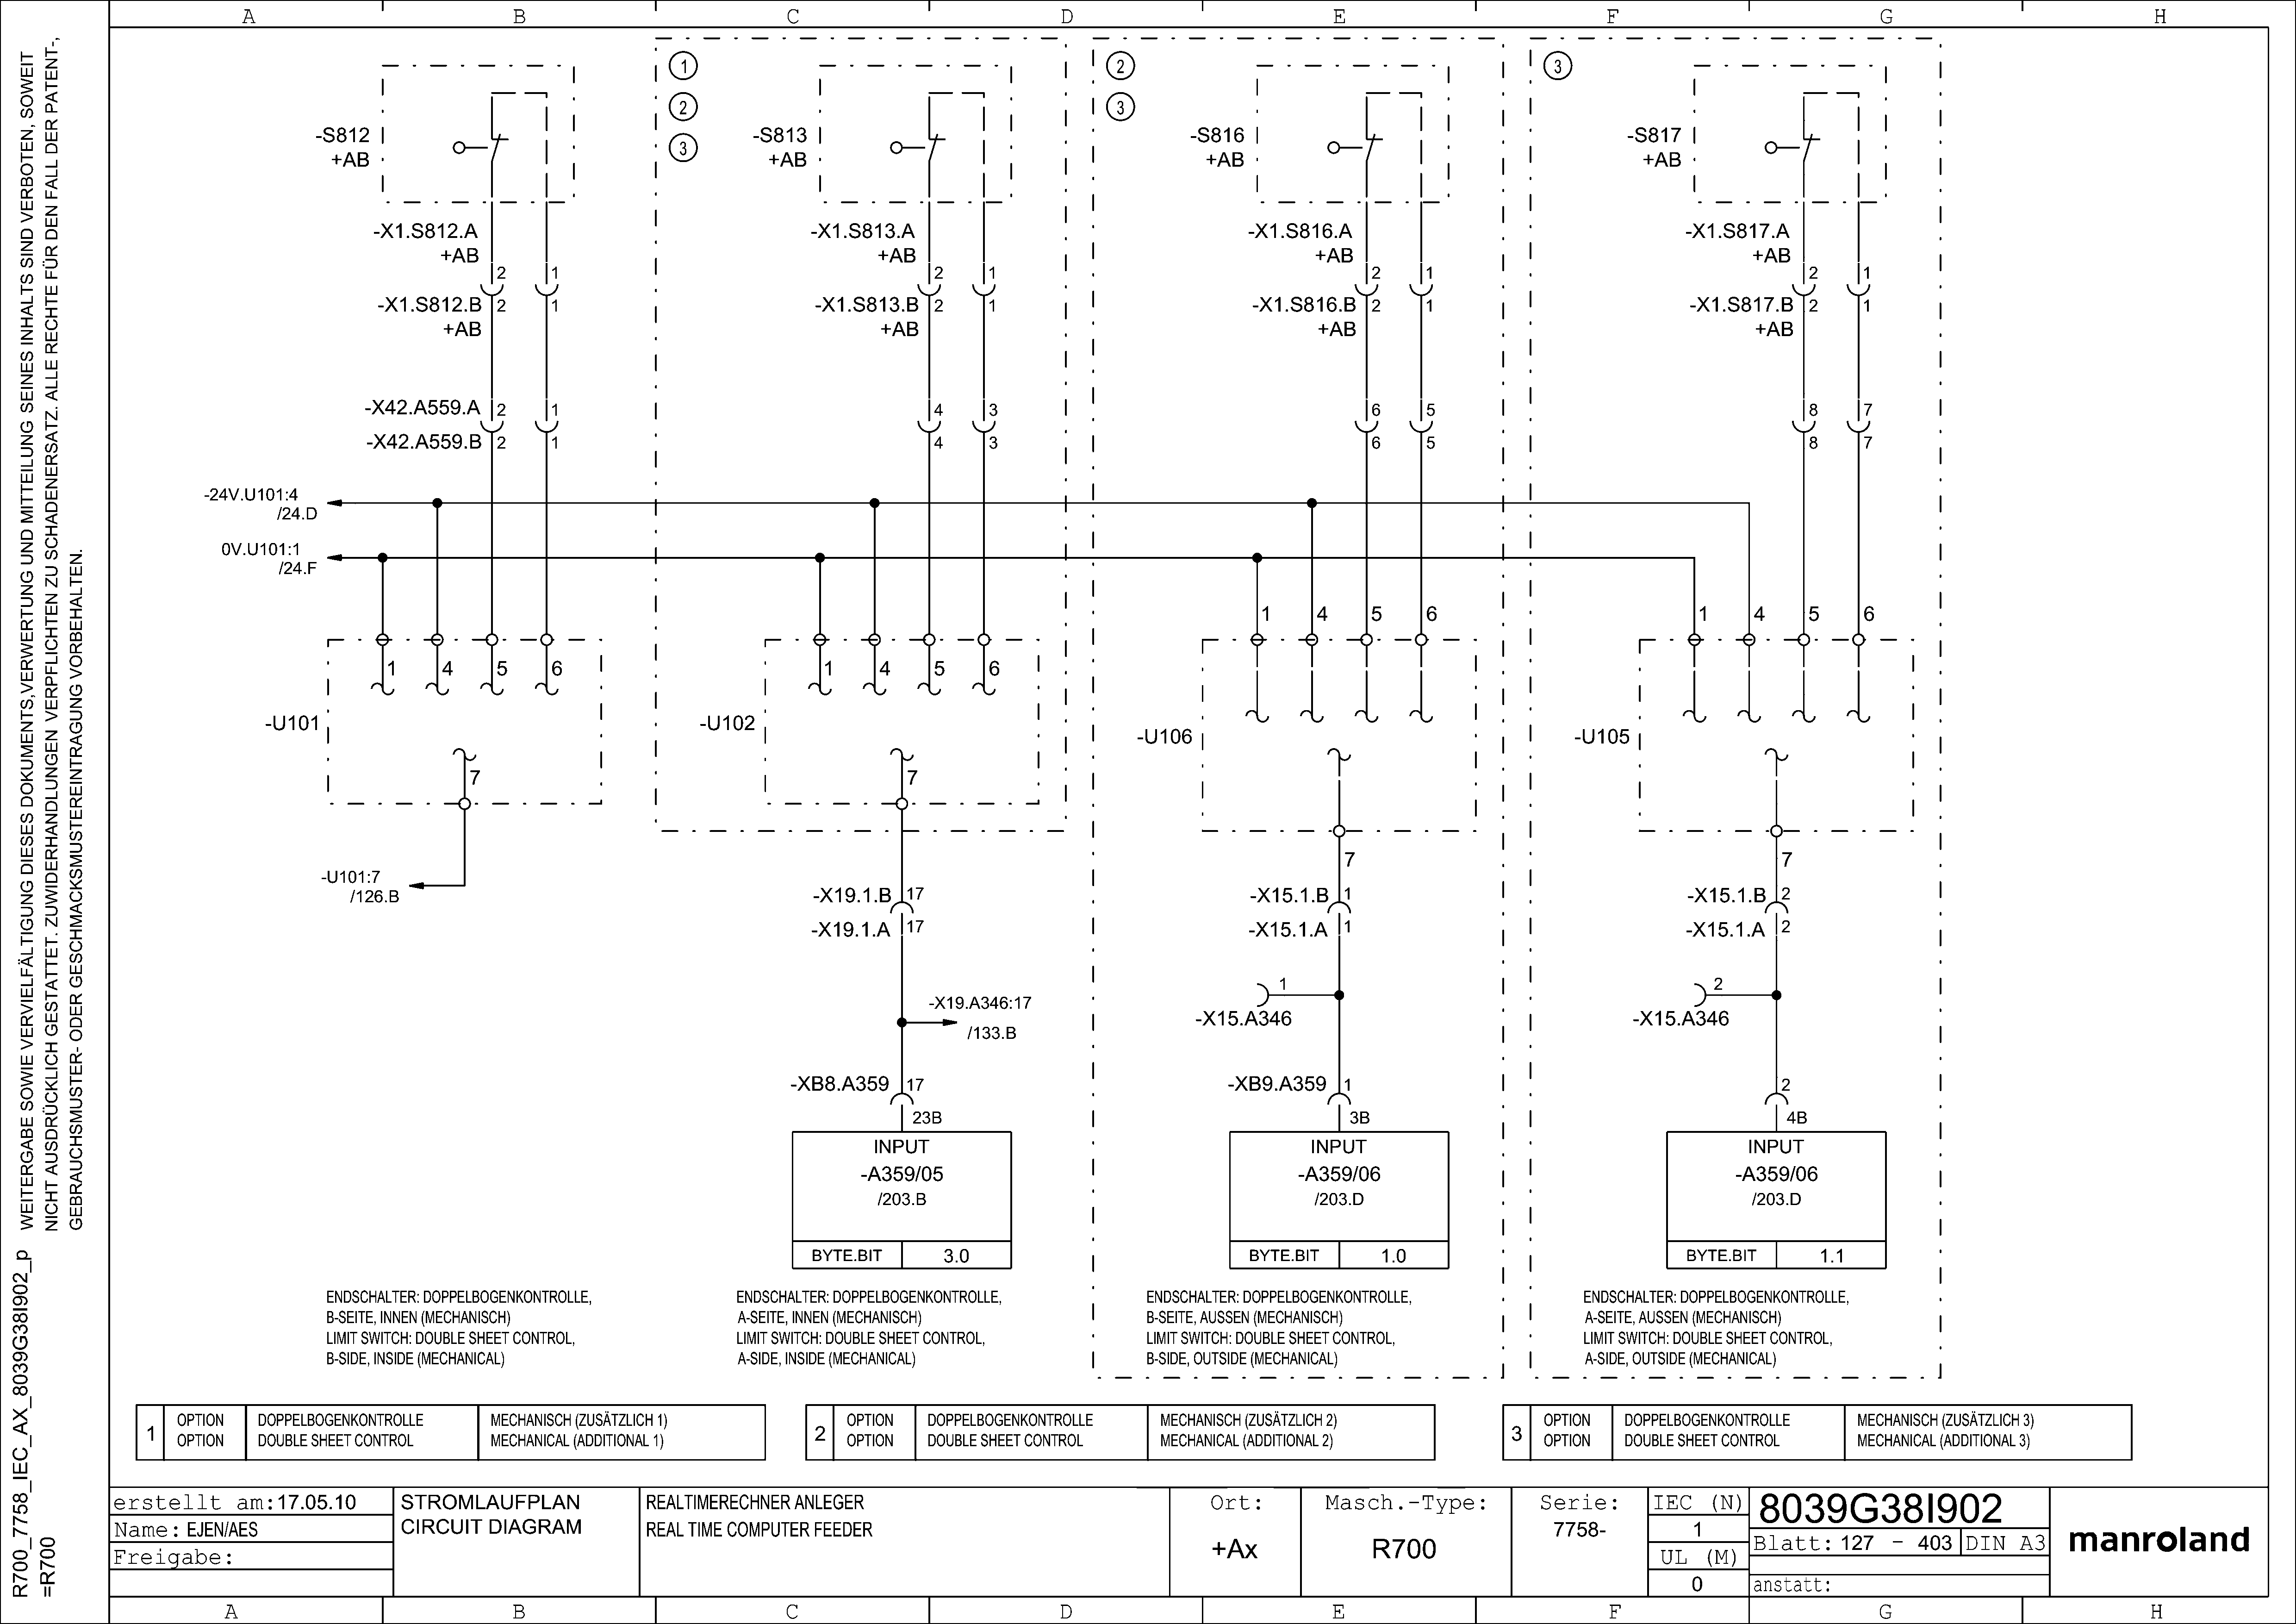 A B C D E F G H
WEITERGABE SOWIE VERVIELFÄLTIGUNG DIESES DOKUMENTS,VERWERTUNG UND MITTEILUNG SEINES INHALTS SIND VERBOTEN, SOWEIT
NICHT AUSDRÜCKLICH GESTATTET. ZUWIDERHANDLUNGEN VERPFLICHTEN ZU SCHADENERSATZ. ALLE RECHTE FÜR DEN FALL DER PATENT-,
GEBRAUCHSMUSTER- ODER GESCHMACKSMUSTEREINTRAGUNG VORBEHALTEN.
R700_7758_IEC_AX_8039G38I902_p
=R700
1 2 3
2 3
3
-S812 -S813 -S816 -S817
+AB +AB +AB +AB
-X1.S812.A -X1.S813.A -X1.S816.A -X1.S817.A
+AB +AB +AB +AB
2 1 2 1 2 1 2 1
-X1.S812.B 2 1 -X1.S813.B 2 1 -X1.S816.B 2 1 -X1.S817.B 2 1
+AB +AB +AB +AB
-X42.A559.A 2 1 4 3 6 5 8 7
-X42.A559.B 2 1 4 3 6 5 8 7
-24V.U101:4
/24.D
0V.U101:1
/24.F
1 4 5 6 1 4 5 6
1 4 5 6 1 4 5 6
-U101 -U102 -U106 -U105
7 7
7 7
-U101:7
/126.B
-X19.1.B 17 -X15.1.B 1 -X15.1.B 2
-X19.1.A 17 -X15.1.A 1 -X15.1.A 2
1 2
-X19.A346:17
/133.B
-X15.A346 -X15.A346
-XB8.A359 17 -XB9.A359 1 2
23B 3B 4B
INPUT INPUT INPUT
-A359/05 -A359/06 -A359/06
/203.B /203.D /203.D
BYTE.BIT 3.0 BYTE.BIT 1.0 BYTE.BIT 1.1
ENDSCHALTER: DOPPELBOGENKONTROLLE,
B-SEITE, INNEN (MECHANISCH)
LIMIT SWITCH: DOUBLE SHEET CONTROL,
B-SIDE, INSIDE (MECHANICAL)
ENDSCHALTER: DOPPELBOGENKONTROLLE,
A-SEITE, INNEN (MECHANISCH)
LIMIT SWITCH: DOUBLE SHEET CONTROL,
A-SIDE, INSIDE (MECHANICAL)
ENDSCHALTER: DOPPELBOGENKONTROLLE,
B-SEITE, AUSSEN (MECHANISCH)
LIMIT SWITCH: DOUBLE SHEET CONTROL,
B-SIDE, OUTSIDE (MECHANICAL)
ENDSCHALTER: DOPPELBOGENKONTROLLE,
A-SEITE, AUSSEN (MECHANISCH)
LIMIT SWITCH: DOUBLE SHEET CONTROL,
A-SIDE, OUTSIDE (MECHANICAL)
1 OPTION DOPPELBOGENKONTROLLE MECHANISCH (ZUSÄTZLICH 1)
OPTION DOUBLE SHEET CONTROL MECHANICAL (ADDITIONAL 1)
2 OPTION DOPPELBOGENKONTROLLE MECHANISCH (ZUSÄTZLICH 2)
OPTION DOUBLE SHEET CONTROL MECHANICAL (ADDITIONAL 2)
3 OPTION DOPPELBOGENKONTROLLE MECHANISCH (ZUSÄTZLICH 3)
OPTION DOUBLE SHEET CONTROL MECHANICAL (ADDITIONAL 3)
erstellt am:17.05.10
Name: EJEN/AES
Freigabe:
STROMLAUFPLAN
CIRCUIT DIAGRAM
REALTIMERECHNER ANLEGER
REAL TIME COMPUTER FEEDER
Ort:
+Ax
Masch.-Type:
R700
Serie:
7758-
IEC (N)
1
UL (M)
0
8039G38I902
Blatt: 127 - 403 DIN A3
anstatt:
manroland
A B C D E F G H